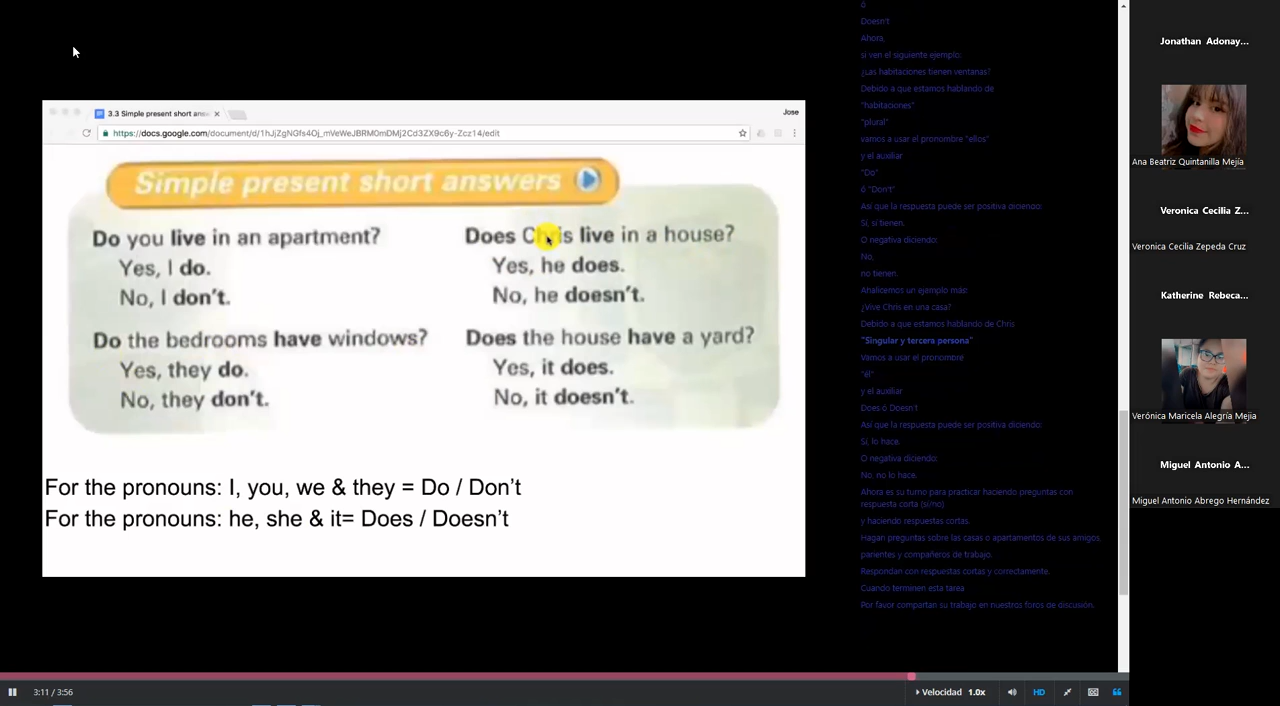 3.3 Simple present short ans
Jose
https://docs.google.com/document/d/1hJjZgNGfs4Oj_mVeWeJBRM0mDMj2Cd3ZX9c6y-Zcz14/edit
Simple present short answers
Do you live in an apartment?
Yes, I do.
No, I don't.
Do the bedrooms have windows?
Yes, they do.
No, they don't.
Does Chris live in a house?
Yes, he does.
No, he doesn't.
Does the house have a yard?
Yes, it does.
No, it doesn't.
For the pronouns: I, you, we & they = Do / Don't
For the pronouns: he, she & it= Does / Doesn't
ó
Doesn't
Ahora,
si ven el siguiente ejemplo:
¿Las habitaciones tienen ventanas?
Debido a que estamos hablando de
"habitaciones"
"plural"
vamos a usar el pronombre "ellos"
y el auxiliar
"Do"
ó "Don't"
Así que la respuesta puede ser positiva diciendo:
Sí, sí tienen.
O negativa diciendo:
No,
no tienen.
Analicemos un ejemplo más:
¿Vive Chris en una casa?
Debido a que estamos hablando de Chris
"Singular y tercera persona"
Vamos a usar el pronombre
"él"
y el auxiliar
Does ó Doesn't
Así que la respuesta puede ser positiva diciendo:
Sí, lo hace.
O negativa diciendo:
No, no lo hace.
Ahora es su turno para practicar haciendo preguntas con
respuesta corta (sí/no)
y haciendo respuestas cortas.
Hagan preguntas sobre las casas o apartamentos de sus amigos,
parientes y compañeros de trabajo.
Respondan con respuestas cortas y correctamente.
Cuando terminen esta tarea
Por favor compartan su trabajo en nuestros foros de discusión.
Jonathan Adonay...
Ana Beatriz Quintanilla Mejía
Veronica Cecilia Z...
Veronica Cecilia Zepeda Cruz
Katherine Rebeca...
Verónica Maricela Alegria Mejia
Miguel Antonio A...
Miguel Antonio Abrego Hernández
3:11 / 3:56
Velocidad 1.0x
HD